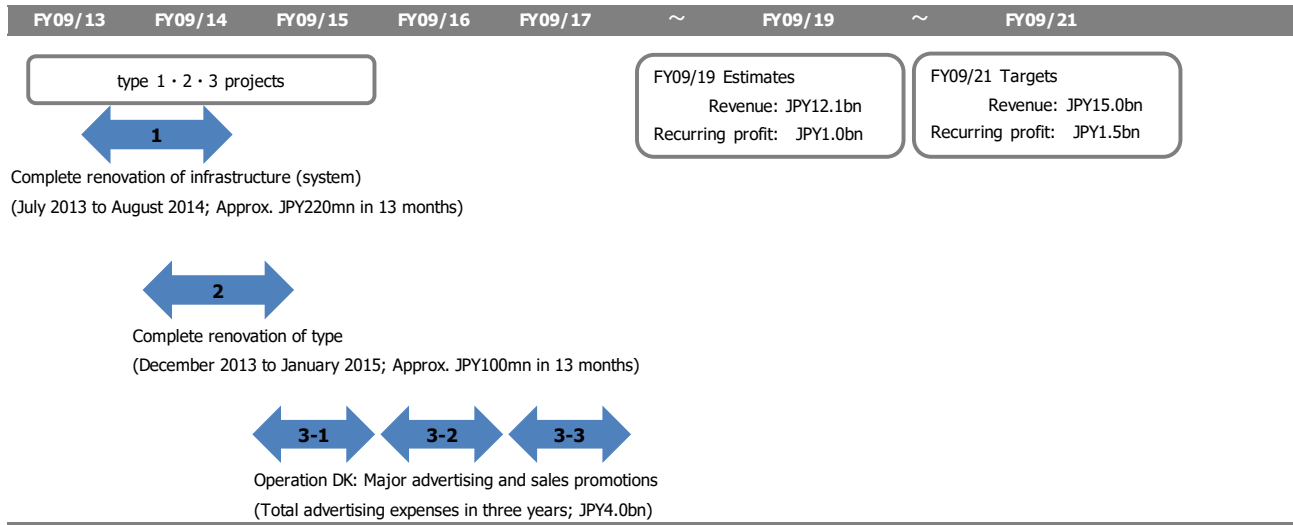 FY09/13 FY09/14 FY09/15 FY09/16 FY09/17 ～ FY09/19 ～ FY09/21
type 1・2・3 projects
FY09/19 Estimates
Revenue: JPY12.1bn
Recurring profit: JPY1.0bn
FY09/21 Targets
Revenue: JPY15.0bn
Recurring profit: JPY1.5bn
1
Complete renovation of infrastructure (system)
(July 2013 to August 2014; Approx. JPY220mn in 13 months)
2
Complete renovation of type
(December 2013 to January 2015; Approx. JPY100mn in 13 months)
3-1 3-2 3-3
Operation DK: Major advertising and sales promotions
(Total advertising expenses in three years; JPY4.0bn)